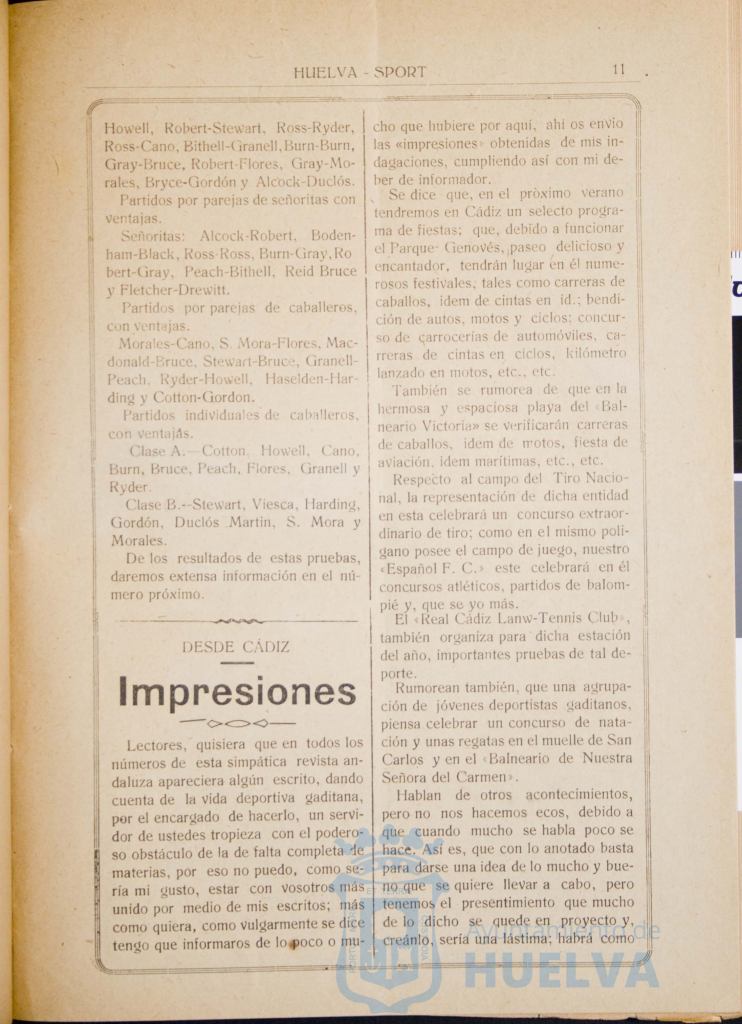 HUELVA - SPORT
11
Howell, Robert-Stewart, Ross-Ryder,
Ross-Cano, Bithell-Granell, Burn-Burn,
Gray-Bruce, Robert-Flores, Gray-Mo-
rales, Bryce-Gordón y Alcock-Duclós.
Partidos por parejas de señoritas con
ventajas.
Señoritas: Alcock-Robert, Boden-
ham-Black, Ross-Ross, Burn-Gray, Ro
bert-Gray, Peach-Bithell, Reid Bruce
y Fletcher-Drewitt.
Partidos por parejas de caballeros,
con ventajas.
Morales-Cano, S. Mora-Flores, Mac-
donald-Bruce, Stewart-Bruce, Granell-
Peach, Ryder-Howell, Haselden-Har-
ding y Cotton-Gordon.
Partidos individuales de caballeros,
con ventajás.
Clase A.—Cotton, Howell, Cano,
Burn, Bruce, Peach, Flores, Granell y
Ryder.
Clase B.--Stewart, Viesca, Harding,
Gordón, Duclós Martin, S. Mora y
Morales.
De los resultados de estas pruebas,
daremos extensa información en el nú-
mero próximo.
DESDE CÁDIZ
Impresiones
Lectores, quisiera que en todos los
números de esta simpática revista an-
daluza apareciera algún escrito, dando
cuenta de la vida deportiva gaditana,
por el encargado de hacerlo, un servi-
dor de ustedes tropieza con el podero-
so obstáculo de la de falta completa de
materias, por eso no puedo, como se-
ría mi gusto, estar con vosotros más
unido por medio de mis escritos; más
como quiera, como vulgarmente se dice
tengo que informaros de lo poco o mu-
cho que hubiere por aquí, ahi os envio
las «impresiones» obtenidas de mis in-
dagaciones, cumpliendo así con mi de-
ber de informador.
Se dice que, en el próximo verano
tendremos en Cádiz un selecto progra-
ma de fiestas; que, debido a funcionar
el Parque- Genovés, paseo delicioso y
encantador, tendrán lugar en él nume-
rosos festivales, tales como carreras de
caballos, idem de cintas en id.; bendi-
ción de autos, motos y ciclos; concur-
so de carrocerías de automóviles, ca-
rreras de cintas en ciclos, kilómetro
lanzado en motos, etc., etc.
También se rumorea de que en la
hermosa y espaciosa playa del «Bal-
neario Victoria» se verificarán carreras
de caballos, idem de motos, fiesta de
aviación, idem marítimas, etc., etc.
Respecto al campo del Tiro Nacio-
nal, la representación de dicha entidad
en esta celebrará un concurso extraor-
dinario de tiro; como en el mismo polí-
gano posee el campo de juego, nuestro
«Español F. C.» este celebrará en él
concursos atléticos, partidos de balom-
pié y, que se yo más.
El «Real Cádiz Lanw-Tennis Club»,
también organiza para dicha estación
del año, importantes pruebas de tal de-
porte.
Rumorean también, que una agrupa-
ción de jóvenes deportistas gaditanos,
piensa celebrar un concurso de nata-
ción y unas regatas en el muelle de San
Carlos y en el «Balneario de Nuestra
Señora del Carmen».
Hablan de otros acontecimientos,
pero no nos hacemos ecos, debido a
que cuando mucho se habla poco se
hace. Así es, que con lo anotado basta
para darse una idea de lo mucho y bue-
no que se quiere llevar a cabo, pero
tenemos el presentimiento que mucho
de lo dicho se quede en proyecto y,
creánlo, sería una lástima; habrá como
Ayuntamiento de
HUELVA